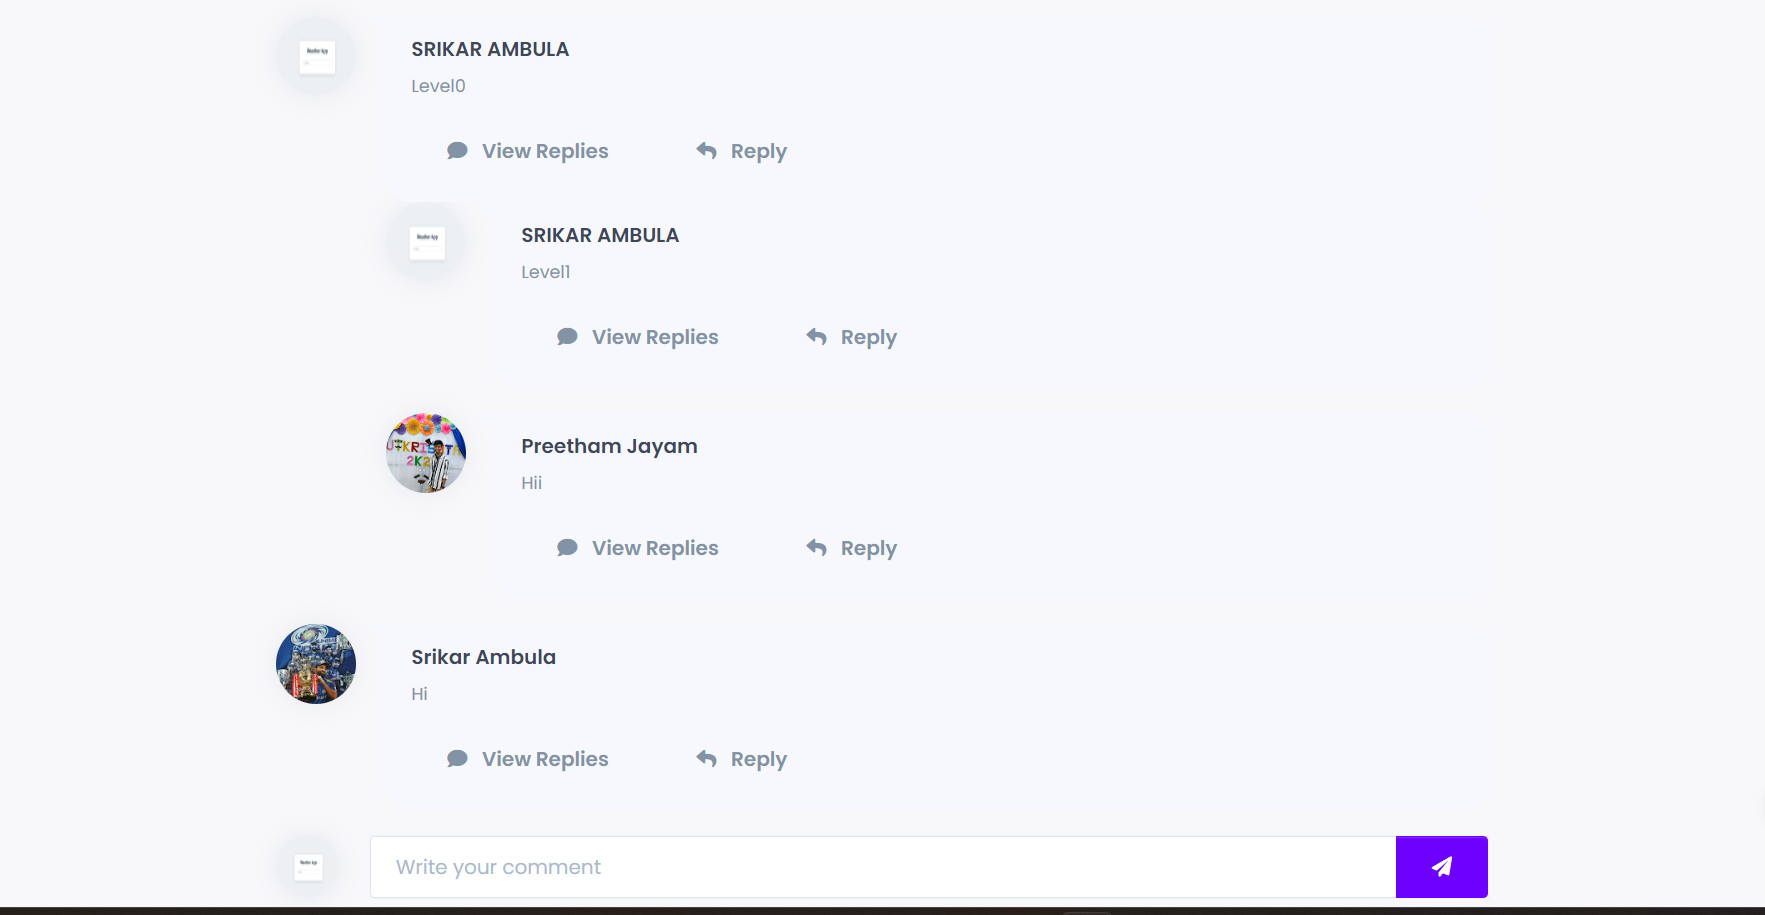 SRIKAR AMBULA
Level0
View Replies Reply
SRIKAR AMBULA
Level1
View Replies Reply
Preetham Jayam
Hii
View Replies Reply
Srikar Ambula
Hi
View Replies Reply
Write your comment